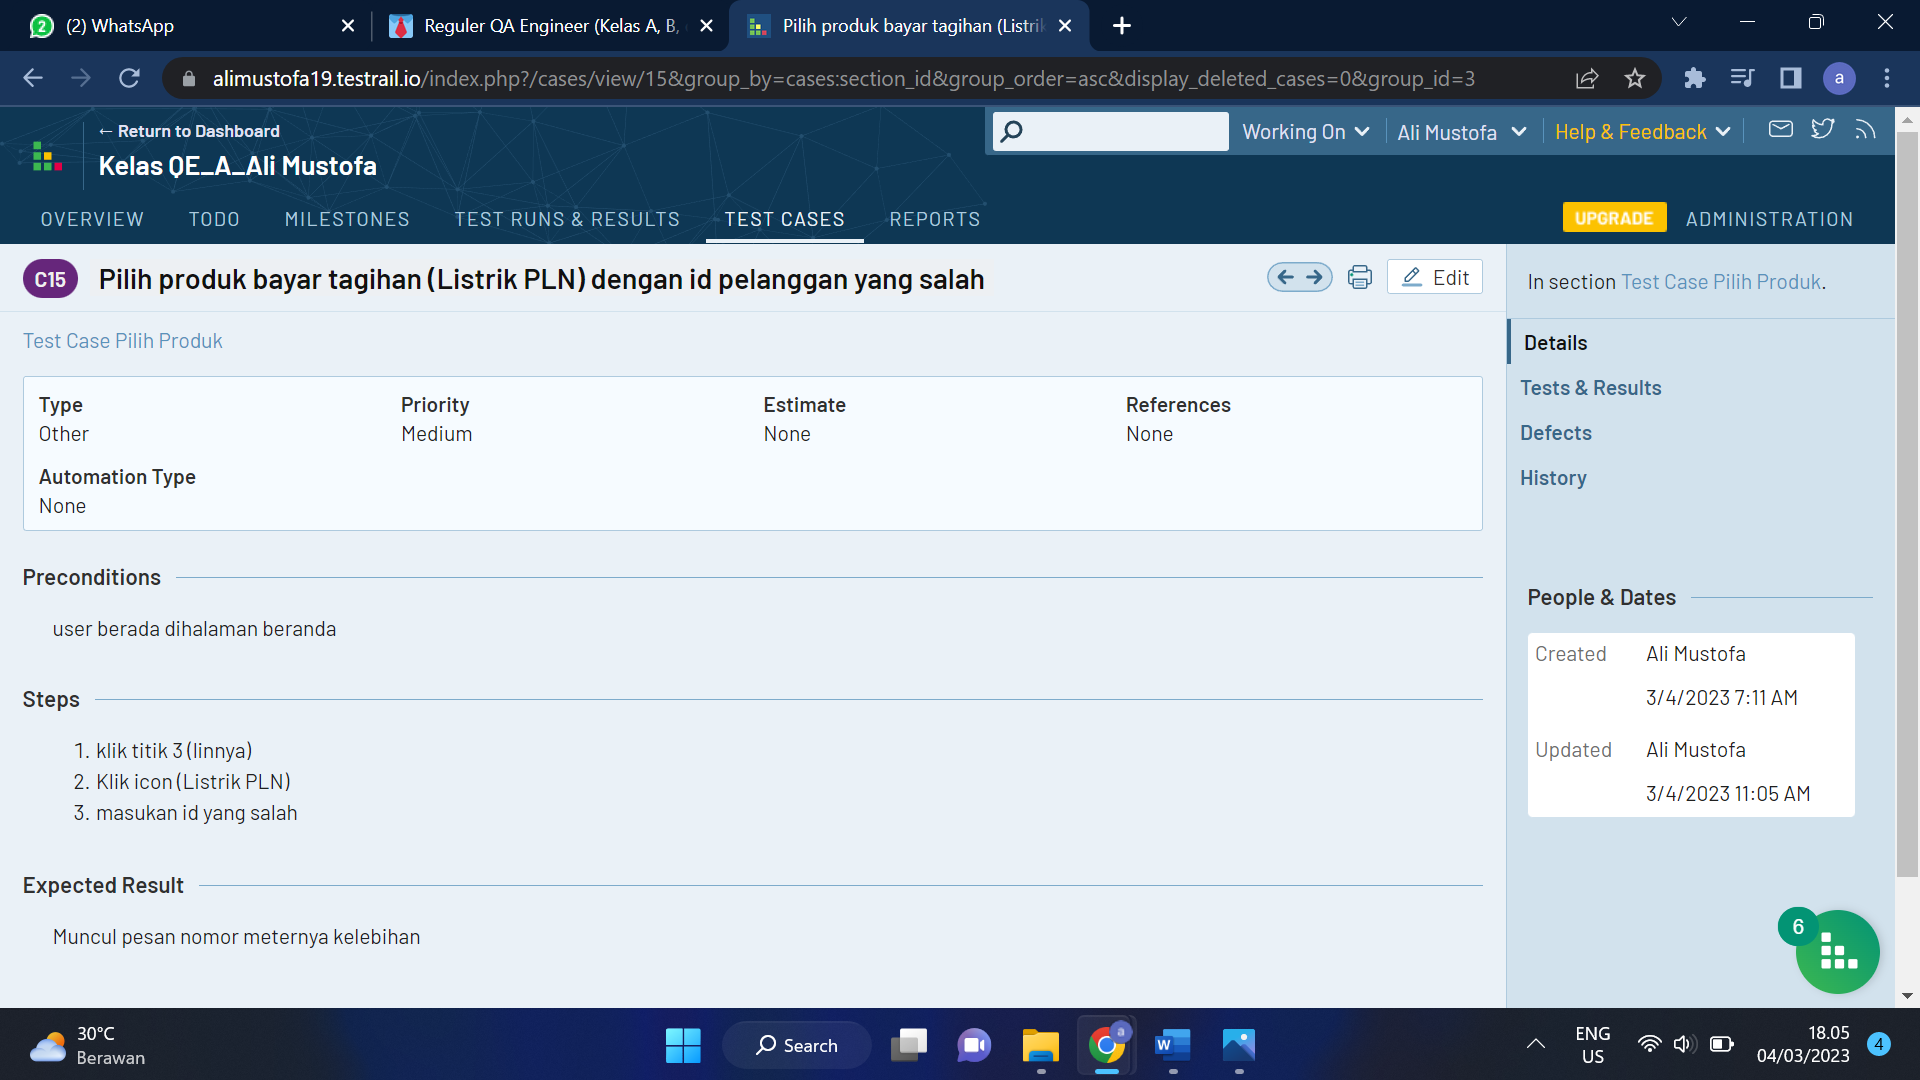 (2) WhatsApp
Reguler QA Engineer (Kelas A, B,
Pilih produk bayar tagihan (Listrik
alimustofa19.testrail.io/index.php?/cases/view/15&group_by=cases:section_id&group_order=asc&display_deleted_cases=0&group_id=3
a
← Return to Dashboard
Kelas QE_A_Ali Mustofa
Working On
Ali Mustofa
Help & Feedback
OVERVIEW
TODO
MILESTONES
TEST RUNS & RESULTS
TEST CASES
REPORTS
UPGRADE
ADMINISTRATION
C15
Pilih produk bayar tagihan (Listrik PLN) dengan id pelanggan yang salah
Edit
In section Test Case Pilih Produk.
Test Case Pilih Produk
Type
Other
Priority
Medium
Estimate
None
References
None
Automation Type
None
Details
Tests & Results
Defects
History
Preconditions
user berada dihalaman beranda
Steps
1. klik titik 3 (linnya)
2. Klik icon (Listrik PLN)
3. masukan id yang salah
Expected Result
Muncul pesan nomor meternya kelebihan
People & Dates
Created
Ali Mustofa
3/4/2023 7:11 AM
Updated
Ali Mustofa
3/4/2023 11:05 AM
6
30°C
Berawan
Search
a
W
ENG
US
18.05
04/03/2023
4